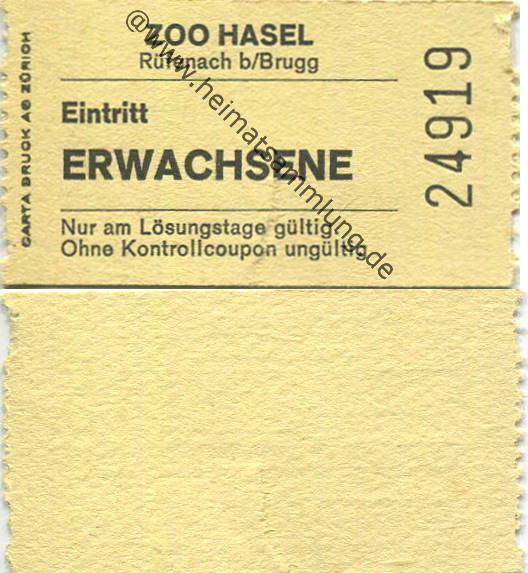 ZOO HASEL
Rüfenach b/Brugg
Eintritt
ERWACHSENE
Nur am Lösungstage gültig.
Ohne Kontrollcoupon ungültig
24919
CARTA DRUCK AG ZÜRICH
@www.heimatsammlung.de